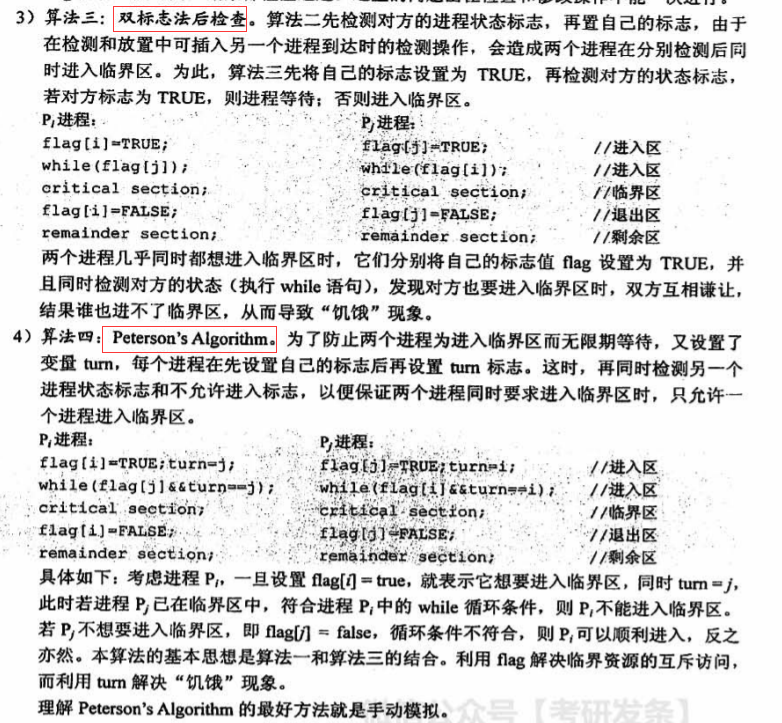 3）算法三：双标志法后检查。算法二先检测对方的进程状态标志，再置自己的标志，由于
在检测和放置中可插入另一个进程到达时的检测操作，会造成两个进程在分别检测后同
时进入临界区。为此，算法三先将自己的标志设置为 TRUE，再检测对方的状态标志，
若对方标志为 TRUE，则进程等待；否则进入临界区。
Pi进程： Pj进程：
flag[i]=TRUE; flag[j]=TRUE; //进入区
while(flag[j]); while(flag[i]); //进入区
critical section; critical section; //临界区
flag[i]=FALSE; flag[j]=FALSE; //退出区
remainder section; remainder section; //剩余区
两个进程几乎同时都想进入临界区时，它们分别将自己的标志值 flag 设置为 TRUE，并
且同时检测对方的状态（执行 while 语句），发现对方也要进入临界区时，双方互相谦让，
结果谁也进不了临界区，从而导致“饥饿”现象。
4）算法四：Peterson's Algorithm。为了防止两个进程为进入临界区而无限期等待，又设置了
变量 turn，每个进程在先设置自己的标志后再设置 turn 标志。这时，再同时检测另一个
进程状态标志和不允许进入标志，以便保证两个进程同时要求进入临界区时，只允许一
个进程进入临界区。
Pi进程： Pj进程：
flag[i]=TRUE;turn=j; flag[j]=TRUE;turn=i; //进入区
while(flag[j]&&turn==j); while(flag[i]&&turn==i); //进入区
critical section; critical section; //临界区
flag[i]=FALSE; flag[j]=FALSE; //退出区
remainder section; remainder section; //剩余区
具体如下：考虑进程 Pi，一旦设置 flag[i] = true，就表示它想要进入临界区，同时 turn = j，
此时若进程 Pj 已在临界区中，符合进程 Pi 中的 while 循环条件，则 Pi 不能进入临界区。
若 Pj 不想要进入临界区，即 flag[j] = false，循环条件不符合，则 Pi 可以顺利进入，反之
亦然。本算法的基本思想是算法一和算法三的结合。利用 flag 解决临界资源的互斥访问，
而利用 turn 解决“饥饿”现象。
理解 Peterson's Algorithm 的最好方法就是手动模拟。
公众号【考研发条】